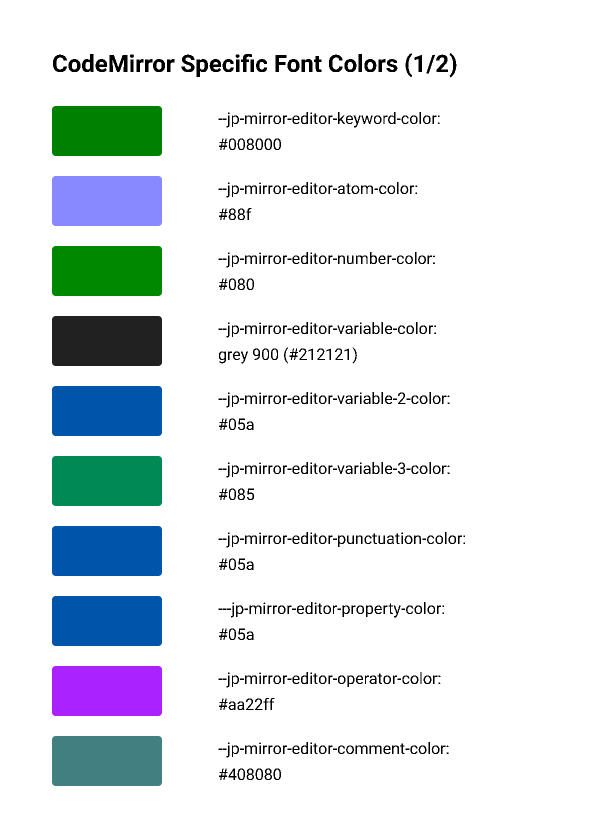 CodeMirror Specific Font Colors (1/2)
--jp-mirror-editor-keyword-color:
#008000
--jp-mirror-editor-atom-color:
#88f
--jp-mirror-editor-number-color:
#080
--jp-mirror-editor-variable-color:
grey 900 (#212121)
--jp-mirror-editor-variable-2-color:
#05a
--jp-mirror-editor-variable-3-color:
#085
--jp-mirror-editor-punctuation-color:
#05a
---jp-mirror-editor-property-color:
#05a
--jp-mirror-editor-operator-color:
#aa22ff
--jp-mirror-editor-comment-color:
#408080